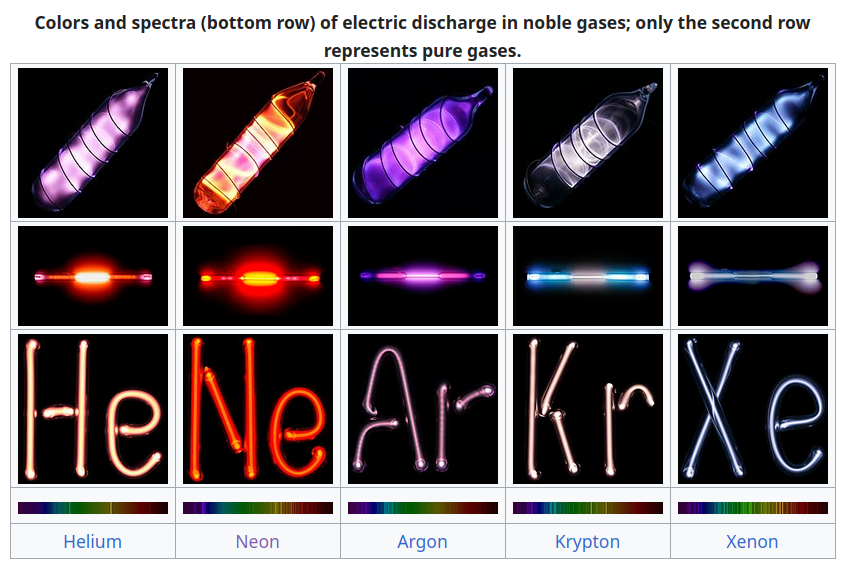 Colors and spectra (bottom row) of electric discharge in noble gases; only the second row
represents pure gases.
He Ne Ar Kr Xe
Helium Neon Argon Krypton Xenon